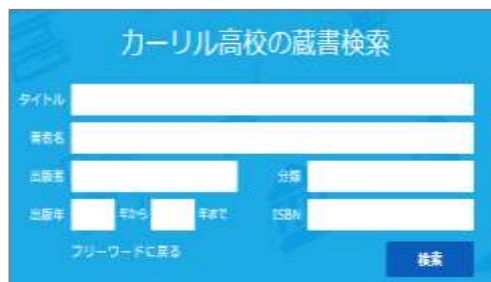 カーリル高校の蔵書検索
タイトル
著者名
出版者 分類
出版年 年から 年まで ISBN
フリーワードに戻る 検索